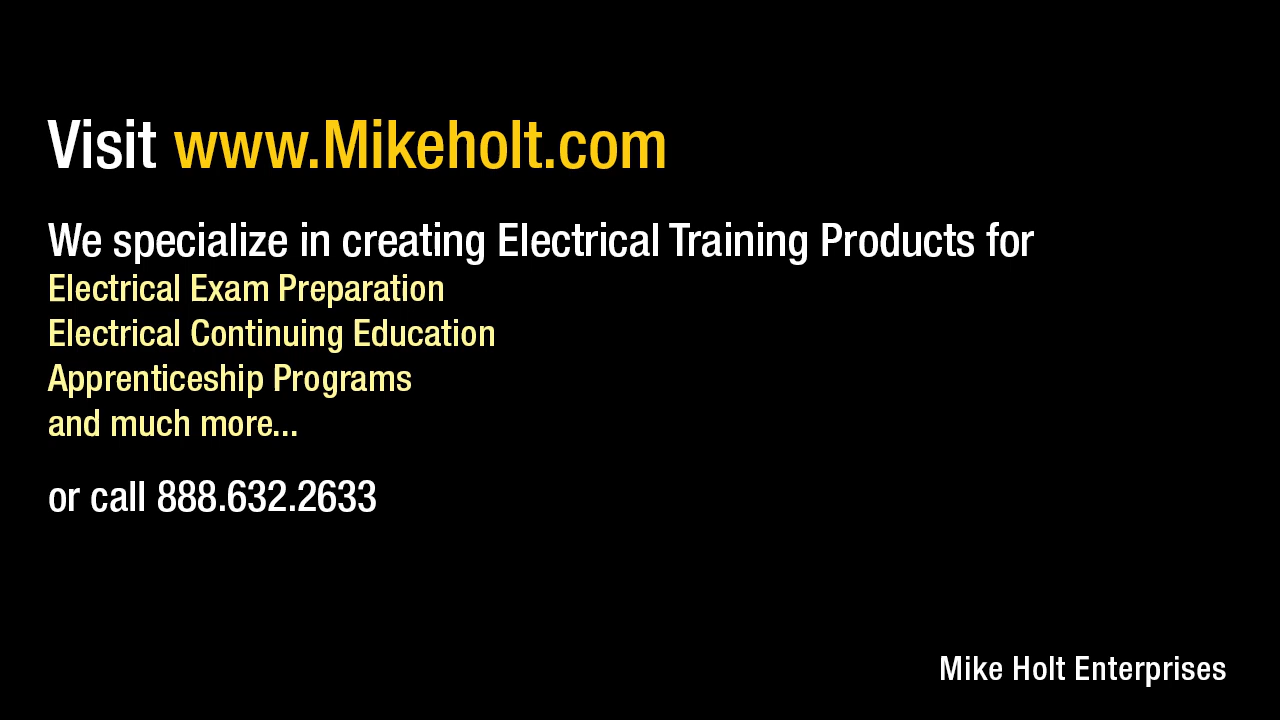 Visit www.Mikeholt.com
We specialize in creating Electrical Training Products for
Electrical Exam Preparation
Electrical Continuing Education
Apprenticeship Programs
and much more...
or call 888.632.2633
Mike Holt Enterprises